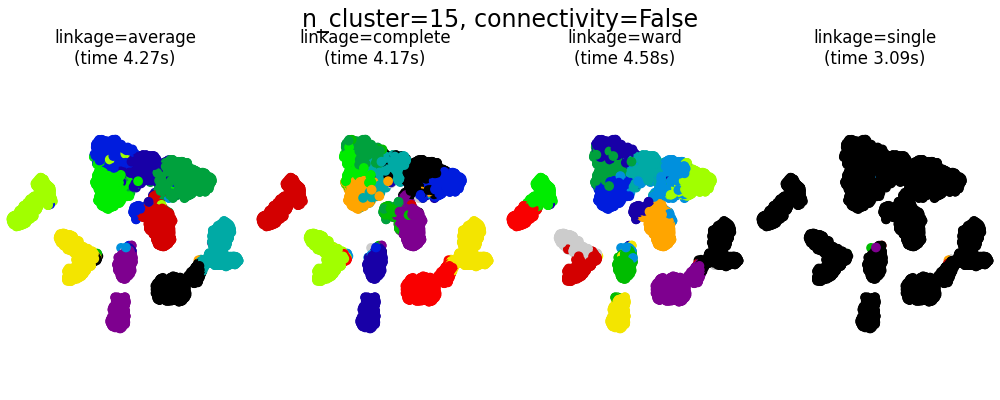 n_cluster=15, connectivity=False
linkage=average
(time 4.27s)
linkage=complete
(time 4.17s)
linkage=ward
(time 4.58s)
linkage=single
(time 3.09s)